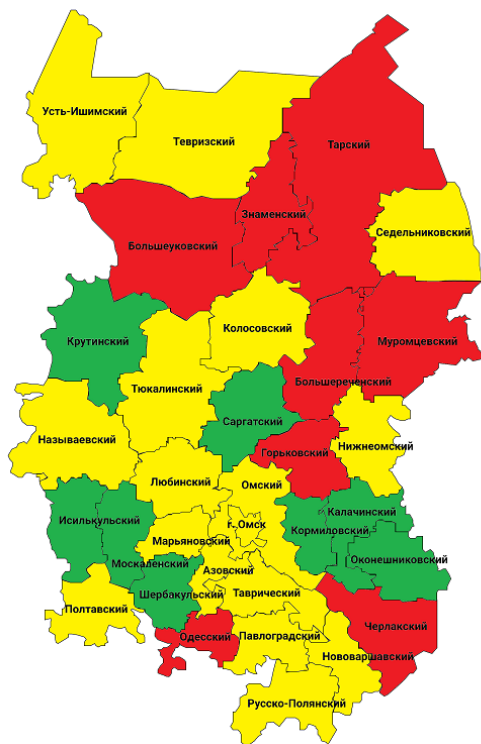 Усть-Ишимский
Тевризский
Тарский
Знаменский
Седельниковский
Большеуковский
Колосовский
Крутинский
Муромцевский
Большереченский
Тюкалинский
Саргатский
Называевский
Горьковский
Нижнеомский
Любинский
Омский
Исилькульский
Калачинский
г. Омск
Кормиловский
Марьяновский
Оконешниковский
Москаленский
Азовский
Шербакульский
Таврический
Полтавский
Черлакский
Одесский
Павлоградский
Нововаршавский
Русско-Полянский